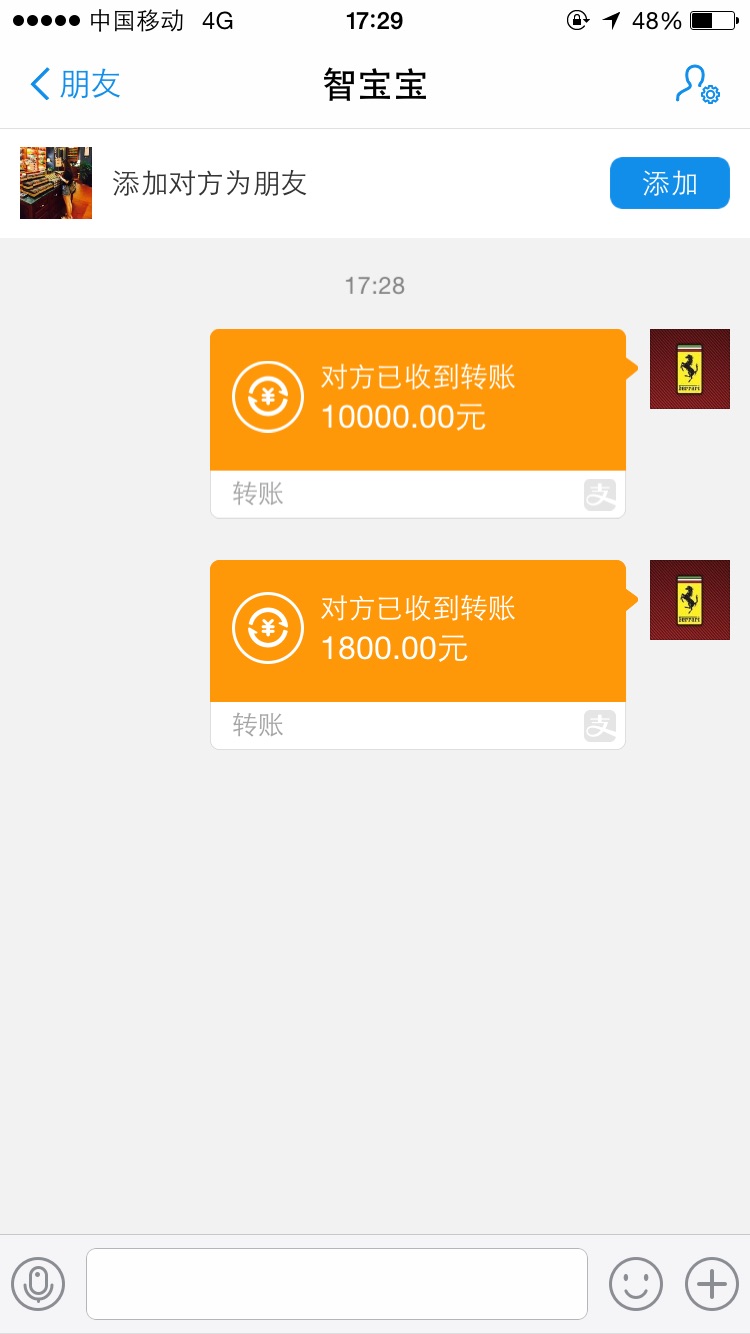 中国移动 4G 17:29 48%
朋友 智宝宝
添加对方为朋友 添加
17:28
对方已收到转账
10000.00元
转账 支
对方已收到转账
1800.00元
转账 支